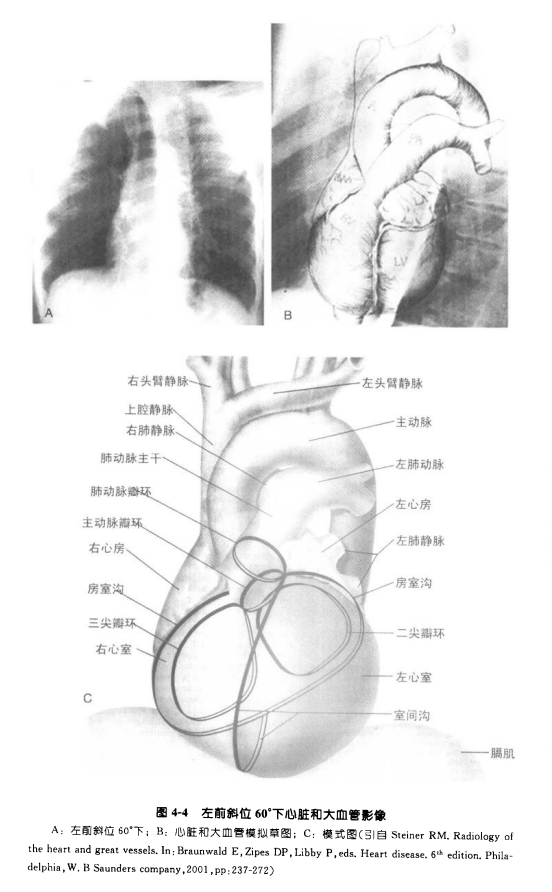 A
B
RAA
PA
RV
LV
右头臂静脉
左头臂静脉
上腔静脉
主动脉
右肺静脉
肺动脉主干
左肺动脉
肺动脉瓣环
左心房
主动脉瓣环
左肺静脉
右心房
房室沟
房室沟
三尖瓣环
二尖瓣环
右心室
左心室
C
室间沟
膈肌
图 4-4 左前斜位 60°下心脏和大血管影像
A：左前斜位 60°下；B：心脏和大血管模拟草图；C：模式图(引自 Steiner RM. Radiology of
the heart and great vessels. In: Braunwald E, Zipes DP, Libby P, eds. Heart disease. 6th edition. Phila-
delphia, W. B Saunders company, 2001, pp: 237-272)